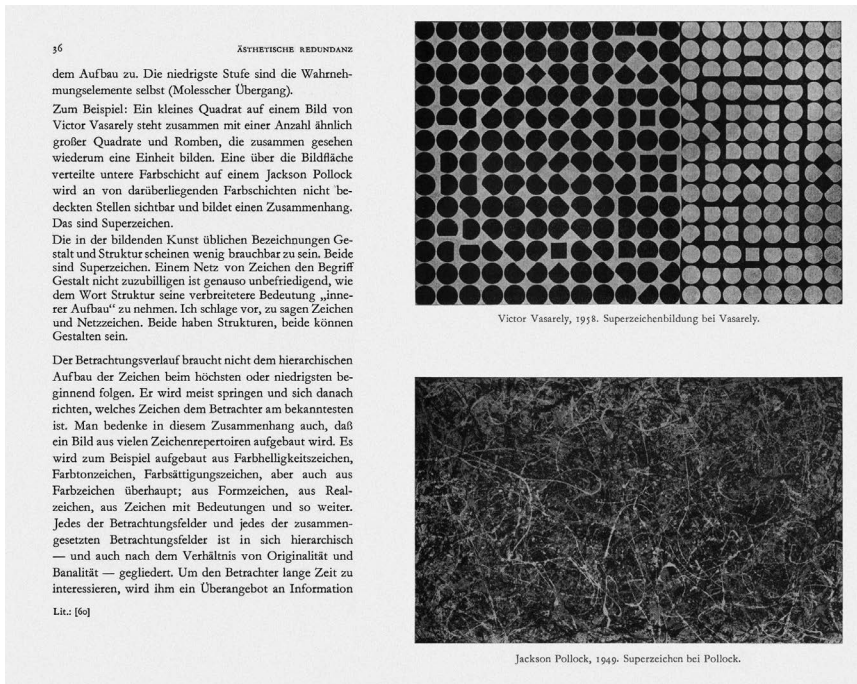 36
ÄSTHETISCHE REDUNDANZ
dem Aufbau zu. Die niedrigste Stufe sind die Wahrneh-
mungselemente selbst (Molesscher Übergang).
Zum Beispiel: Ein kleines Quadrat auf einem Bild von
Victor Vasarely steht zusammen mit einer Anzahl ähnlich
großer Quadrate und Romben, die zusammen gesehen
wiederum eine Einheit bilden. Eine über die Bildfläche
verteilte untere Farbschicht auf einem Jackson Pollock
wird an von darüberliegenden Farbschichten nicht be-
deckten Stellen sichtbar und bildet einen Zusammenhang.
Das sind Superzeichen.
Die in der bildenden Kunst üblichen Bezeichnungen Ge-
stalt und Struktur scheinen wenig brauchbar zu sein. Beide
sind Superzeichen. Einem Netz von Zeichen den Begriff
Gestalt nicht zuzubilligen ist genauso unbefriedigend, wie
dem Wort Struktur seine verbreitetere Bedeutung „inne-
rer Aufbau“ zu nehmen. Ich schlage vor, zu sagen Zeichen
und Netzzeichen. Beide haben Strukturen, beide können
Gestalten sein.
Der Betrachtungsverlauf braucht nicht dem hierarchischen
Aufbau der Zeichen beim höchsten oder niedrigsten be-
ginnend folgen. Er wird meist springen und sich danach
richten, welches Zeichen dem Betrachter am bekanntesten
ist. Man bedenke in diesem Zusammenhang auch, daß
ein Bild aus vielen Zeichenrepertoiren aufgebaut wird. Es
wird zum Beispiel aufgebaut aus Farbhelligkeitszeichen,
Farbtonzeichen, Farbsättigungszeichen, aber auch aus
Farbzeichen überhaupt; aus Formzeichen, aus Real-
zeichen, aus Zeichen mit Bedeutungen und so weiter.
Jedes der Betrachtungsfelder und jedes der zusammen-
gesetzten Betrachtungsfelder ist in sich hierarchisch
— und auch nach dem Verhältnis von Originalität und
Banalität — gegliedert. Um den Betrachter lange Zeit zu
interessieren, wird ihm ein Überangebot an Information
Lit.: [60]
Victor Vasarely, 1958. Superzeichenbildung bei Vasarely.
Jackson Pollock, 1949. Superzeichen bei Pollock.